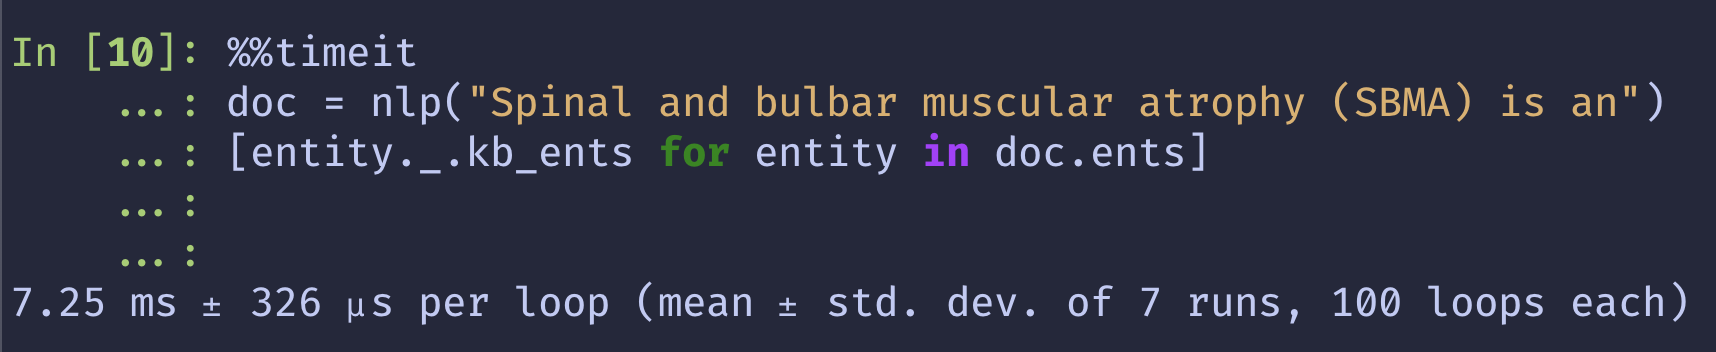 In [10]: %%timeit
...: doc = nlp("Spinal and bulbar muscular atrophy (SBMA) is an")
...: [entity._.kb_ents for entity in doc.ents]
...:
...:
7.25 ms ± 326 µs per loop (mean ± std. dev. of 7 runs, 100 loops each)